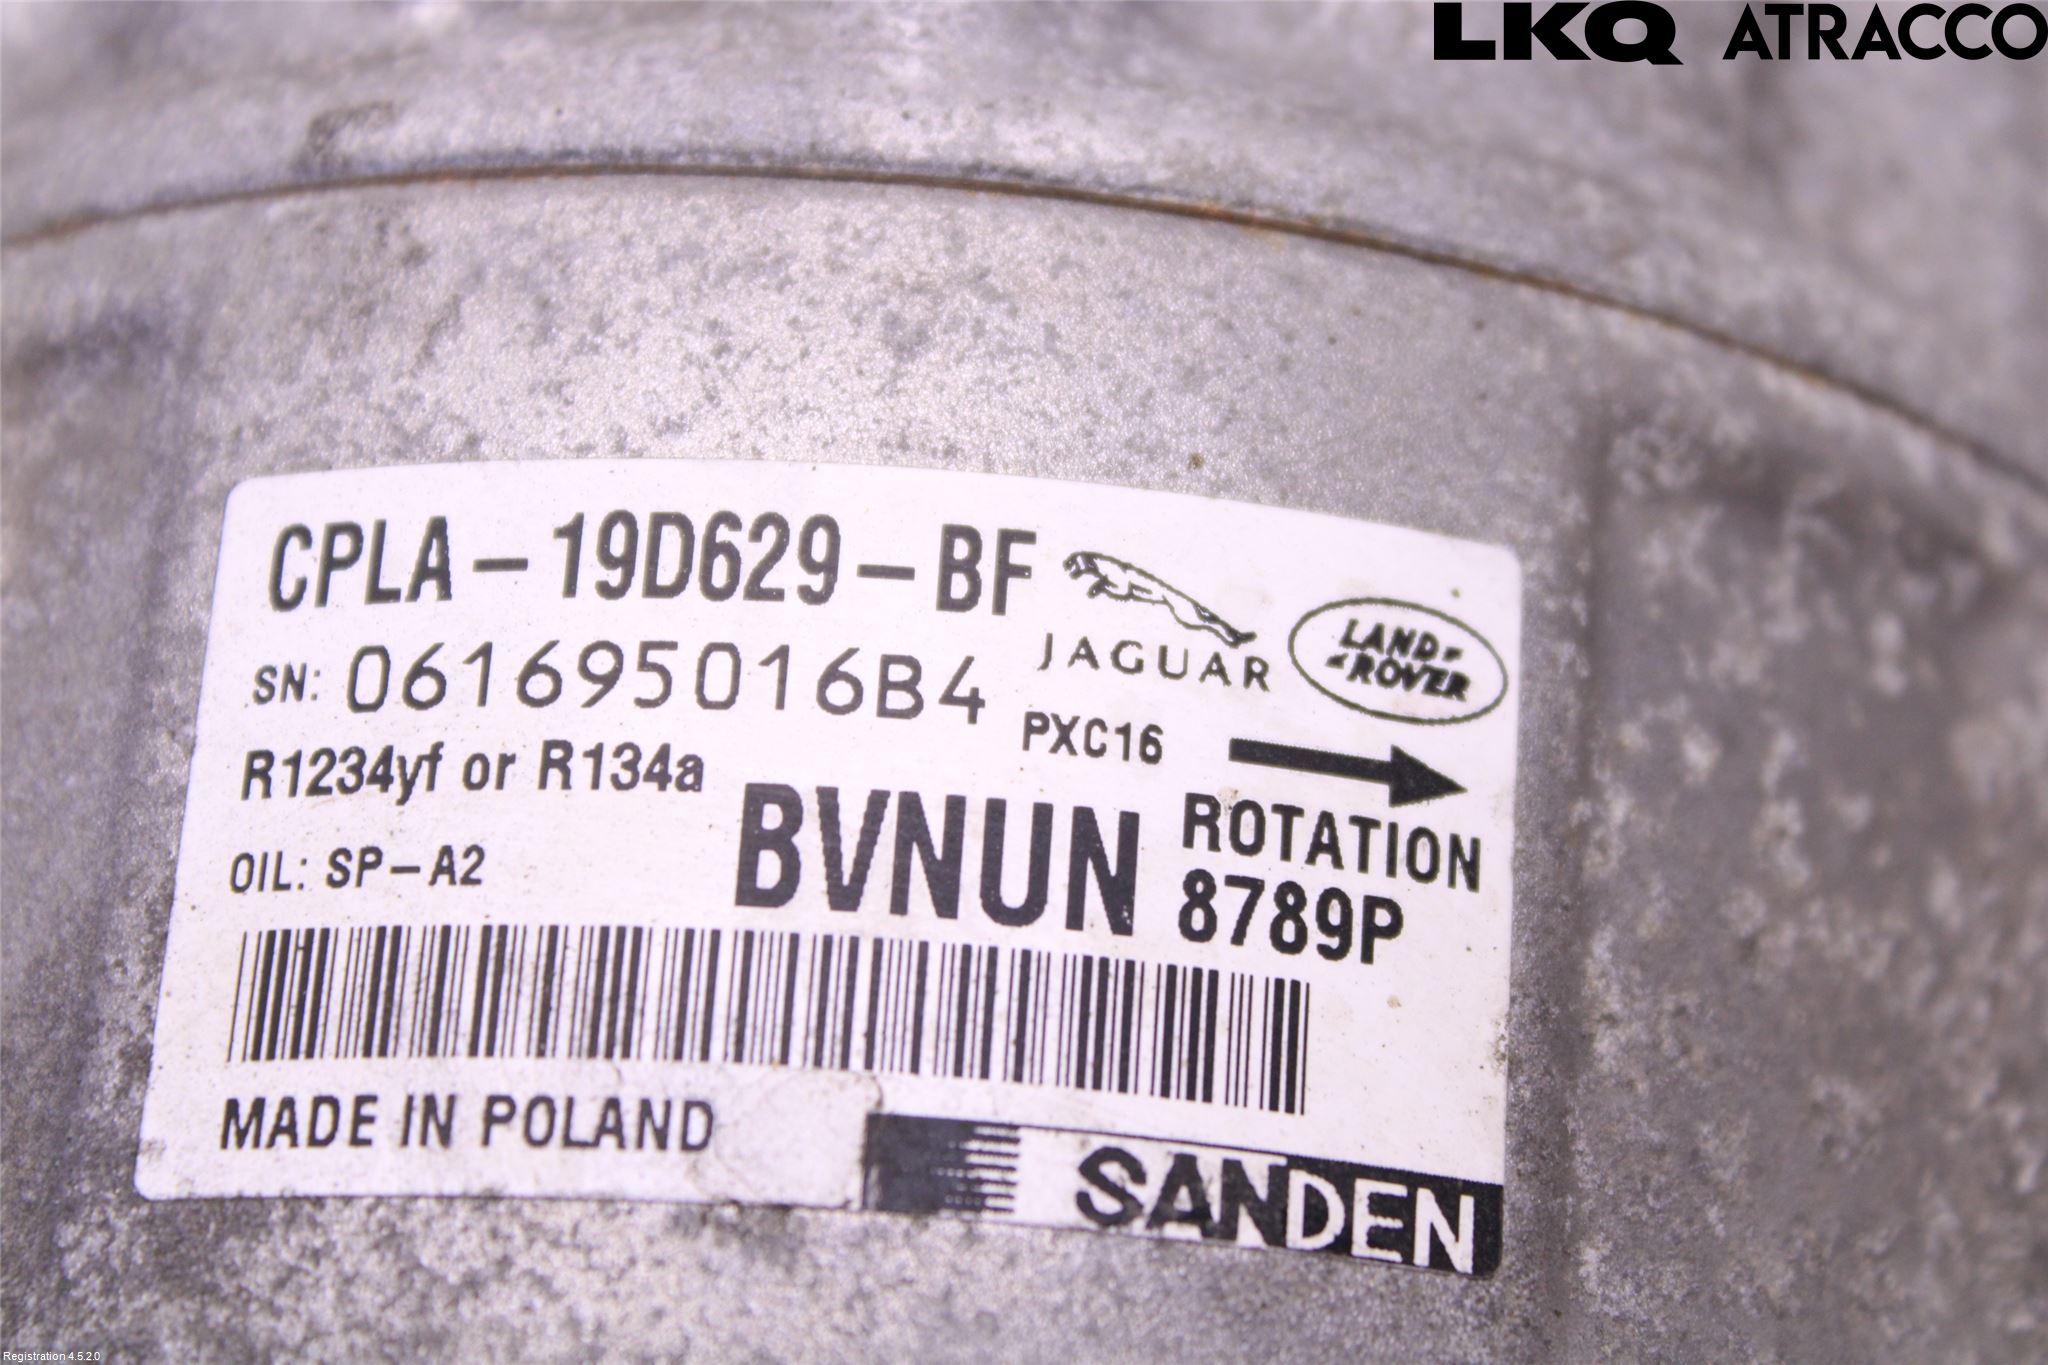 LKQ ATRACCO
CPLA-19D629-BF
JAGUAR
LAND
ROVER
SN: 061695016B4
PXC16
R1234yf or R134a
ROTATION
OIL: SP-A2
BVNUN
8789P
MADE IN POLAND
SANDEN
Registration 4.5.2.0